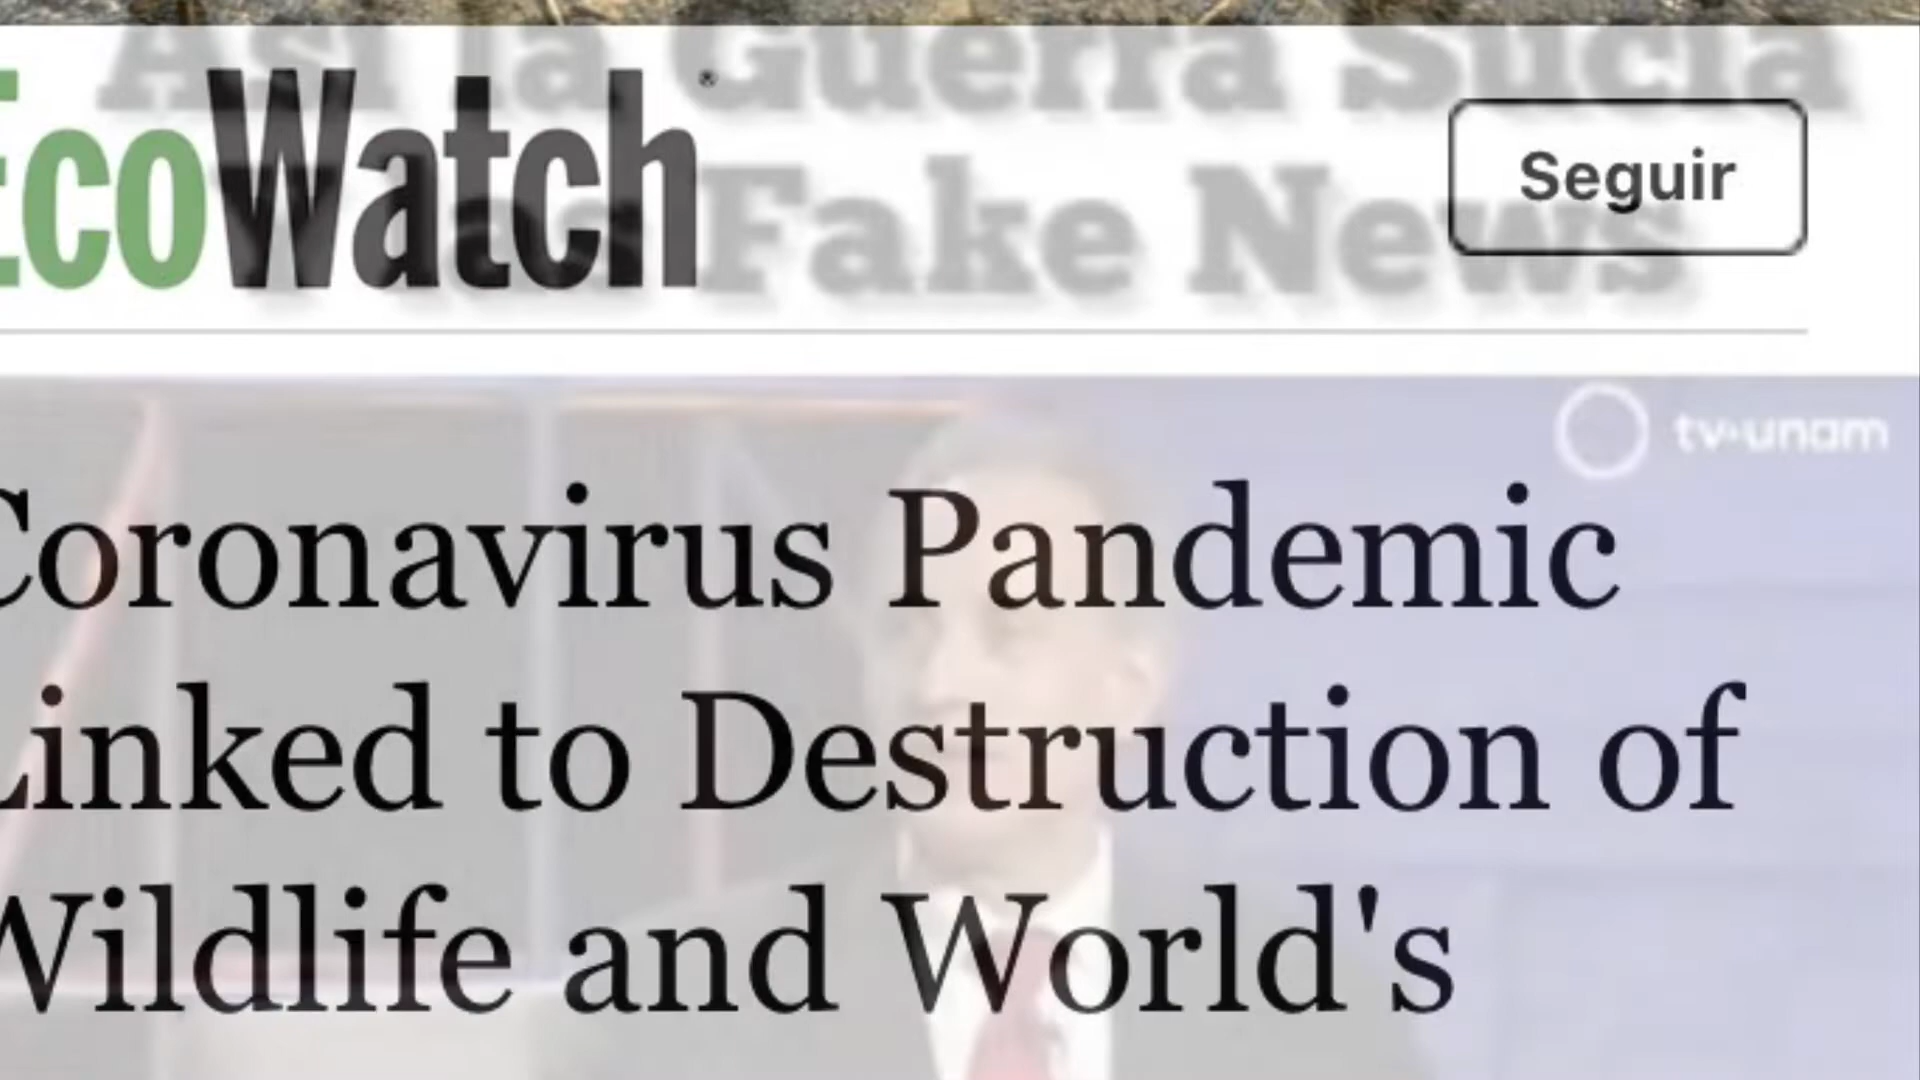 Así la Guerra Sucia
EcoWatch®
Fake News
Seguir
tv·unam
Coronavirus Pandemic
Linked to Destruction of
Wildlife and World's